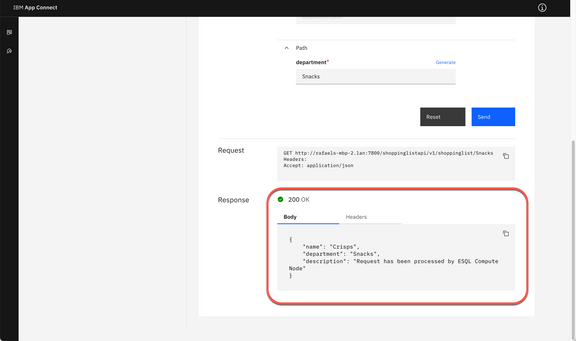 IBM App Connect
Path
department*
Generate
Snacks
Reset
Send
Request
GET http://rafaels-mbp-2.lan:7800/shoppinglistapi/v1/shoppinglist/Snacks
Headers:
Accept: application/json
Response
200 OK
Body
Headers
{
"name": "Crisps",
"department": "Snacks",
"description": "Request has been processed by ESQL Compute
Node"
}